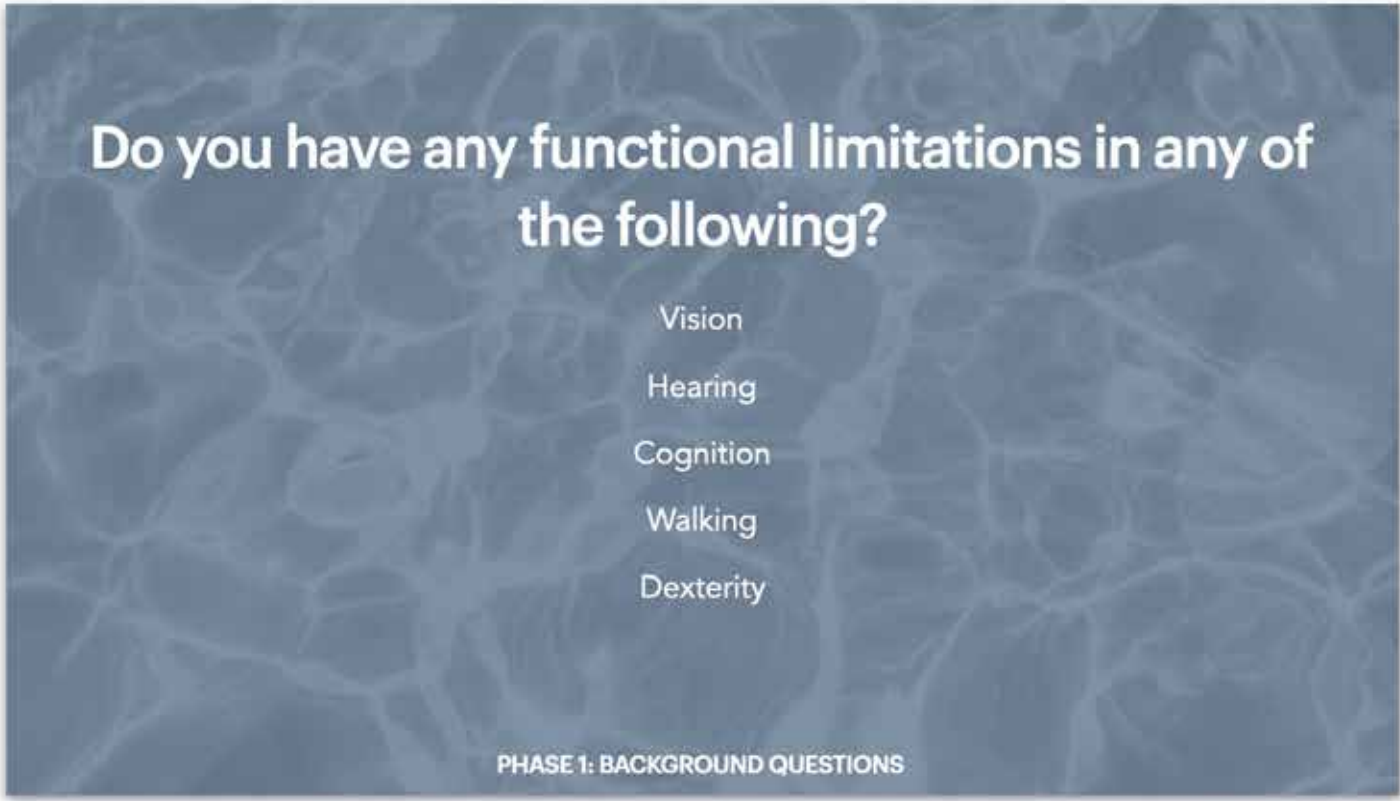 Do you have any functional limitations in any of
the following?
Vision
Hearing
Cognition
Walking
Dexterity
PHASE 1: BACKGROUND QUESTIONS